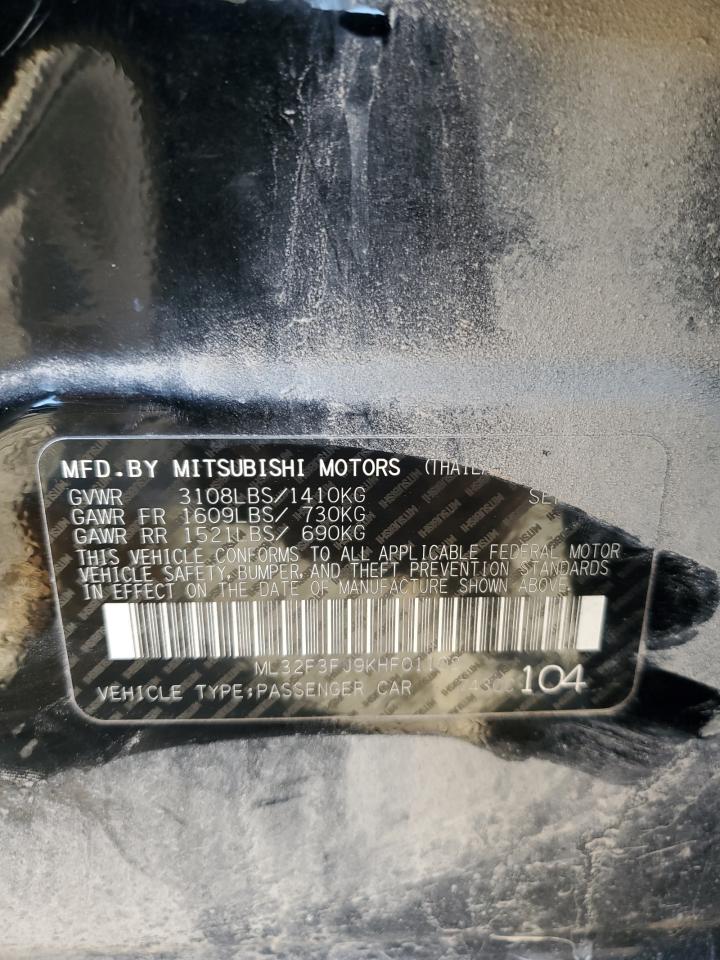 MFD.BY MITSUBISHI MOTORS
GVWR 3108LBS/1410KG
GAWR FR 1609LBS/ 730KG
GAWR RR 1521LBS/ 690KG
THIS VEHICLE CONFORMS TO ALL APPLICABLE FEDERAL MOTOR
VEHICLE SAFETY, BUMPER, AND THEFT PREVENTION STANDARDS
IN EFFECT ON THE DATE OF MANUFACTURE SHOWN ABOVE.
VEHICLE TYPE:PASSENGER CAR 104